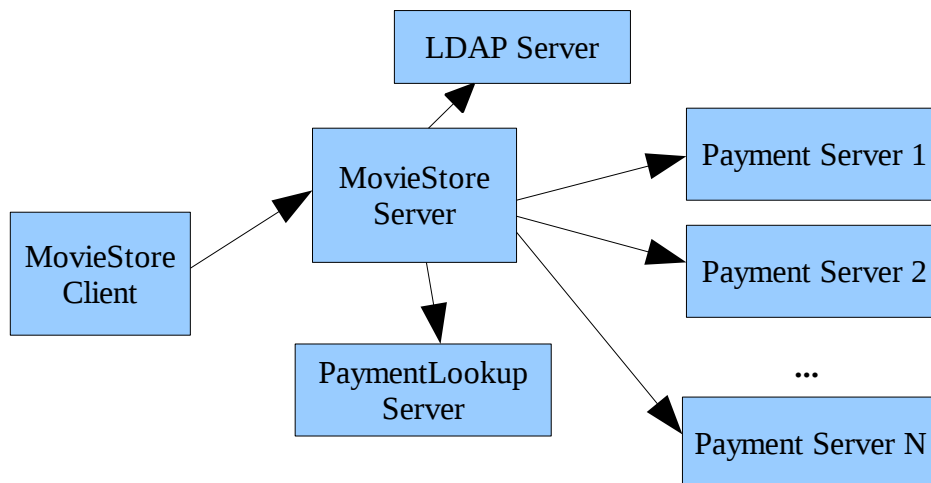 LDAP Server
MovieStore
Server
Payment Server 1
MovieStore
Client
Payment Server 2
PaymentLookup
Server
...
Payment Server N